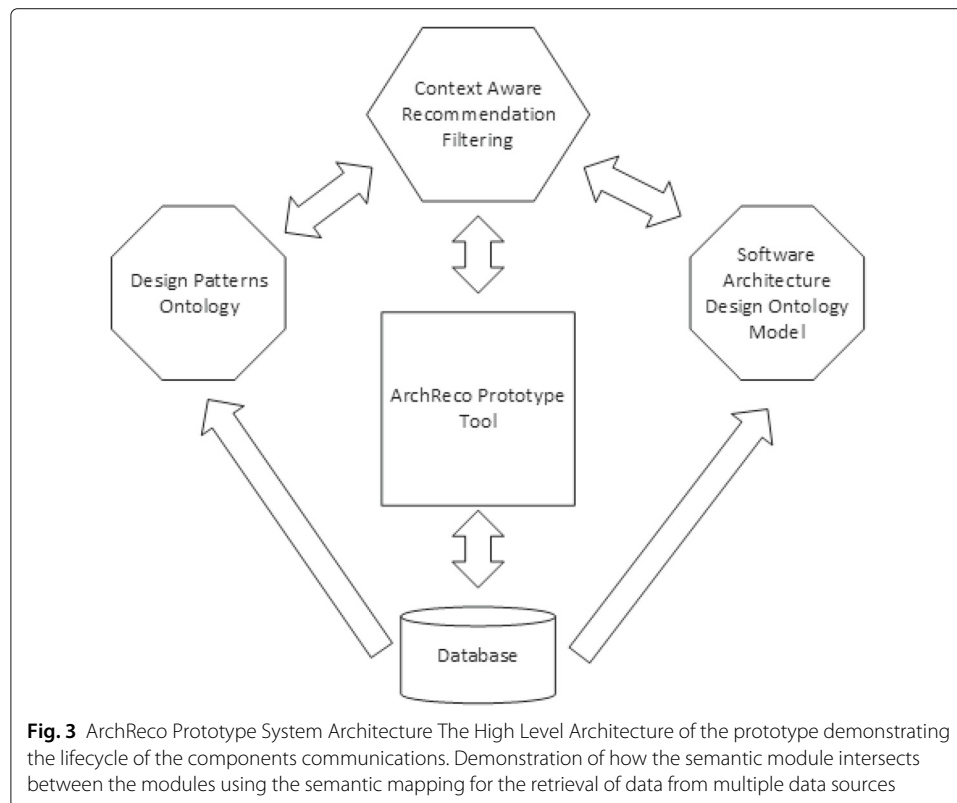 Context Aware
Recommendation
Filtering
Design Patterns
Ontology
Software
Architecture
Design Ontology
Model
ArchReco Prototype
Tool
Database
Fig. 3 ArchReco Prototype System Architecture The High Level Architecture of the prototype demonstrating
the lifecycle of the components communications. Demonstration of how the semantic module intersects
between the modules using the semantic mapping for the retrieval of data from multiple data sources